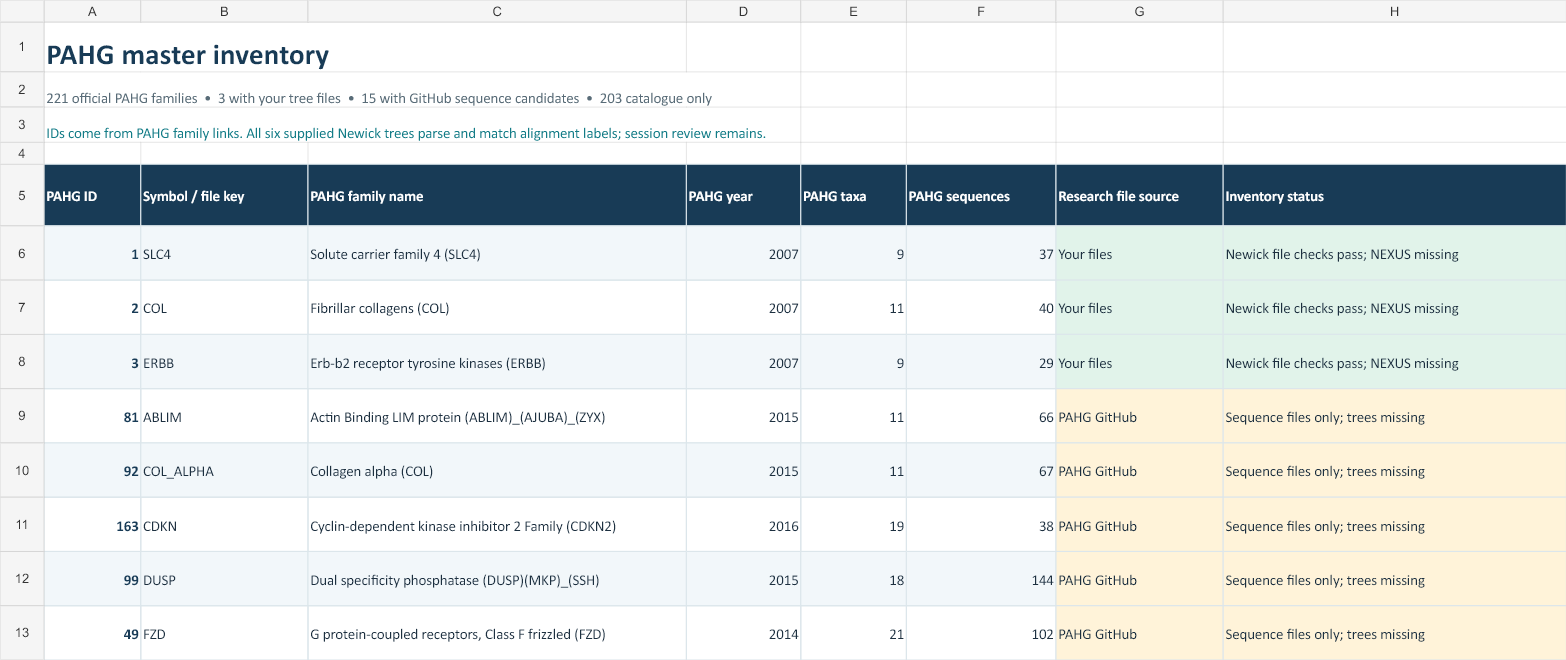 A B C D E F G H
1 PAHG master inventory
2 221 official PAHG families • 3 with your tree files • 15 with GitHub sequence candidates • 203 catalogue only
3 IDs come from PAHG family links. All six supplied Newick trees parse and match alignment labels; session review remains.
4
5 PAHG ID Symbol / file key PAHG family name PAHG year PAHG taxa PAHG sequences Research file source Inventory status
6 1 SLC4 Solute carrier family 4 (SLC4) 2007 9 37 Your files Newick file checks pass; NEXUS missing
7 2 COL Fibrillar collagens (COL) 2007 11 40 Your files Newick file checks pass; NEXUS missing
8 3 ERBB Erb-b2 receptor tyrosine kinases (ERBB) 2007 9 29 Your files Newick file checks pass; NEXUS missing
9 81 ABLIM Actin Binding LIM protein (ABLIM)_(AJUBA)_(ZYX) 2015 11 66 PAHG GitHub Sequence files only; trees missing
10 92 COL_ALPHA Collagen alpha (COL) 2015 11 67 PAHG GitHub Sequence files only; trees missing
11 163 CDKN Cyclin-dependent kinase inhibitor 2 Family (CDKN2) 2016 19 38 PAHG GitHub Sequence files only; trees missing
12 99 DUSP Dual specificity phosphatase (DUSP)(MKP)_(SSH) 2015 18 144 PAHG GitHub Sequence files only; trees missing
13 49 FZD G protein-coupled receptors, Class F frizzled (FZD) 2014 21 102 PAHG GitHub Sequence files only; trees missing